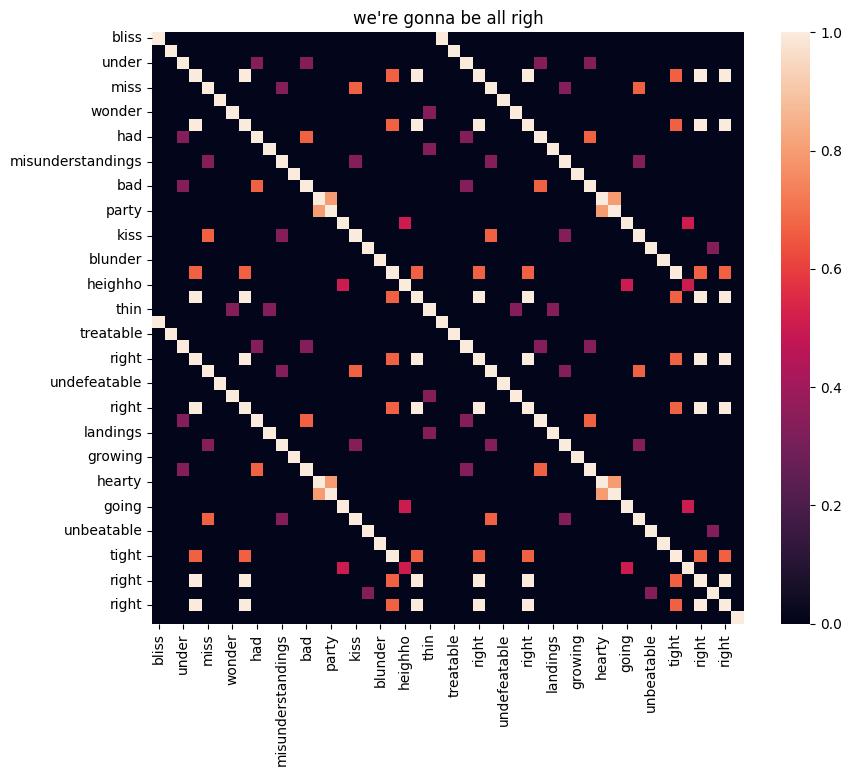 we're gonna be all righ
bliss
under
miss
wonder
had
misunderstandings
bad
party
kiss
blunder
heighho
thin
treatable
right
undefeatable
right
landings
growing
hearty
going
unbeatable
tight
right
right
bliss
under
miss
wonder
had
misunderstandings
bad
party
kiss
blunder
heighho
thin
treatable
right
undefeatable
right
landings
growing
hearty
going
unbeatable
tight
right
right
1.0
0.8
0.6
0.4
0.2
0.0